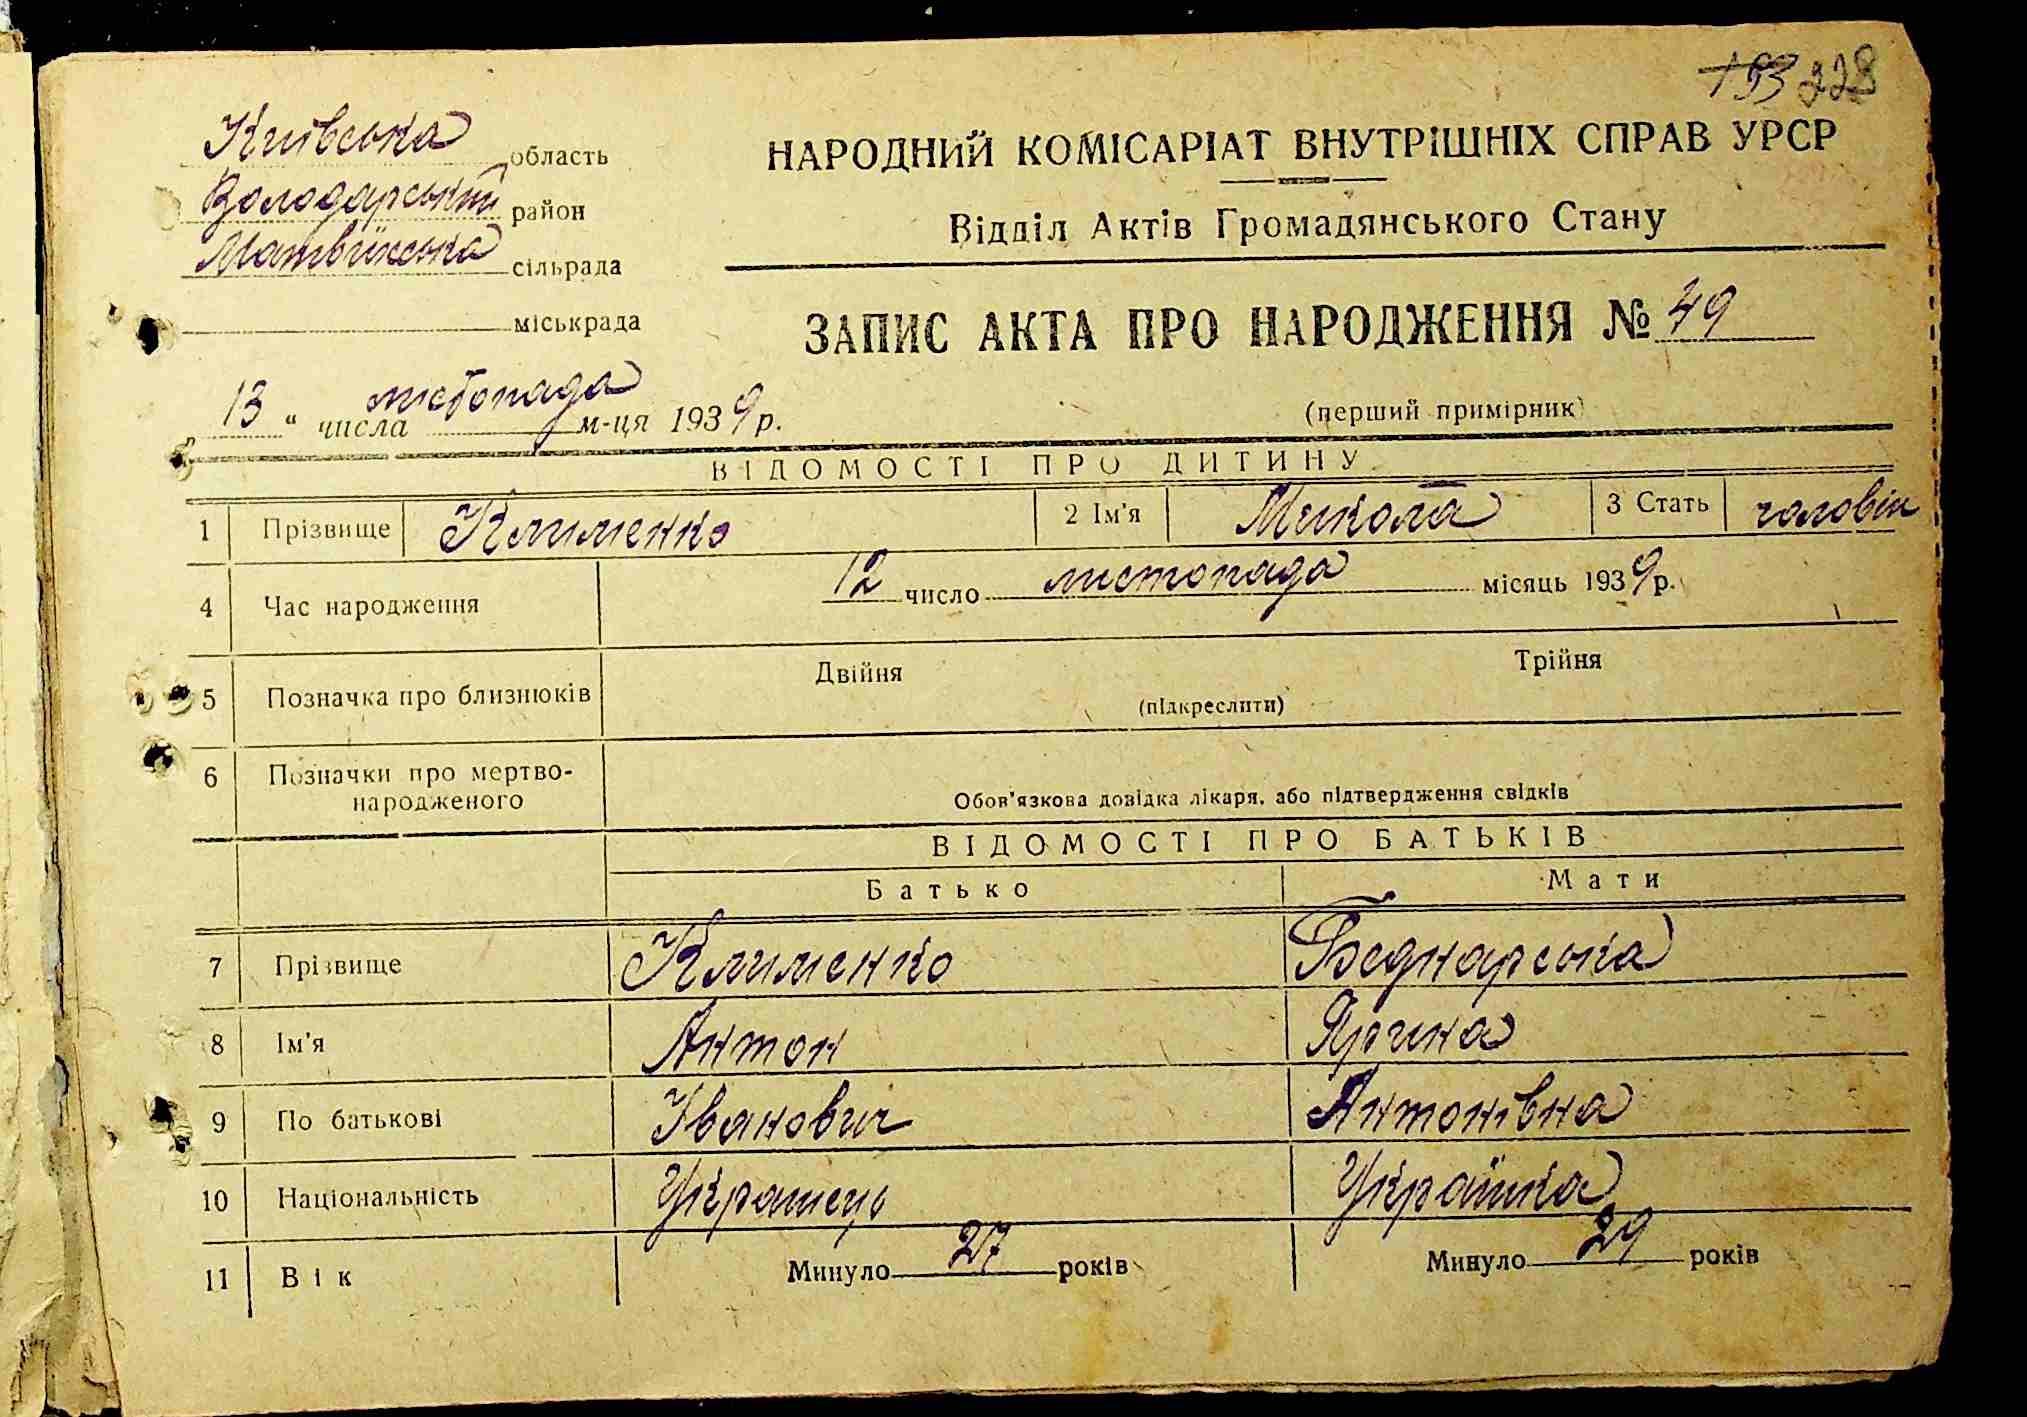 193 228
Київська область
Володарський район
Матвіїхська сільрада
міськрада
НАРОДНИЙ КОМІСАРІАТ ВНУТРІШНІХ СПРАВ УРСР
Відділ Актів Громадянського Стану
ЗАПИС АКТА ПРО НАРОДЖЕННЯ № 49
(перший примірник)
13 " числа листопада м-ця 1939 р.
ВІДОМОСТІ ПРО ДИТИНУ
1 Прізвище Клименко 2 Ім'я Микола 3 Стать чоловіч
4 Час народження 12 число листопада місяць 1939 р.
5 Позначка про близнюків Двійня Трійня
(підкреслити)
6 Позначки про мертво-
народженого
Обов'язкова довідка лікаря, або підтвердження свідків
ВІДОМОСТІ ПРО БАТЬКІВ
Батько Мати
7 Прізвище Клименко Беднарська
8 Ім'я Антон Ярина
9 По батькові Іванович Антонівна
10 Національність Українець Українка
11 Вік Минуло 27 років Минуло 29 років